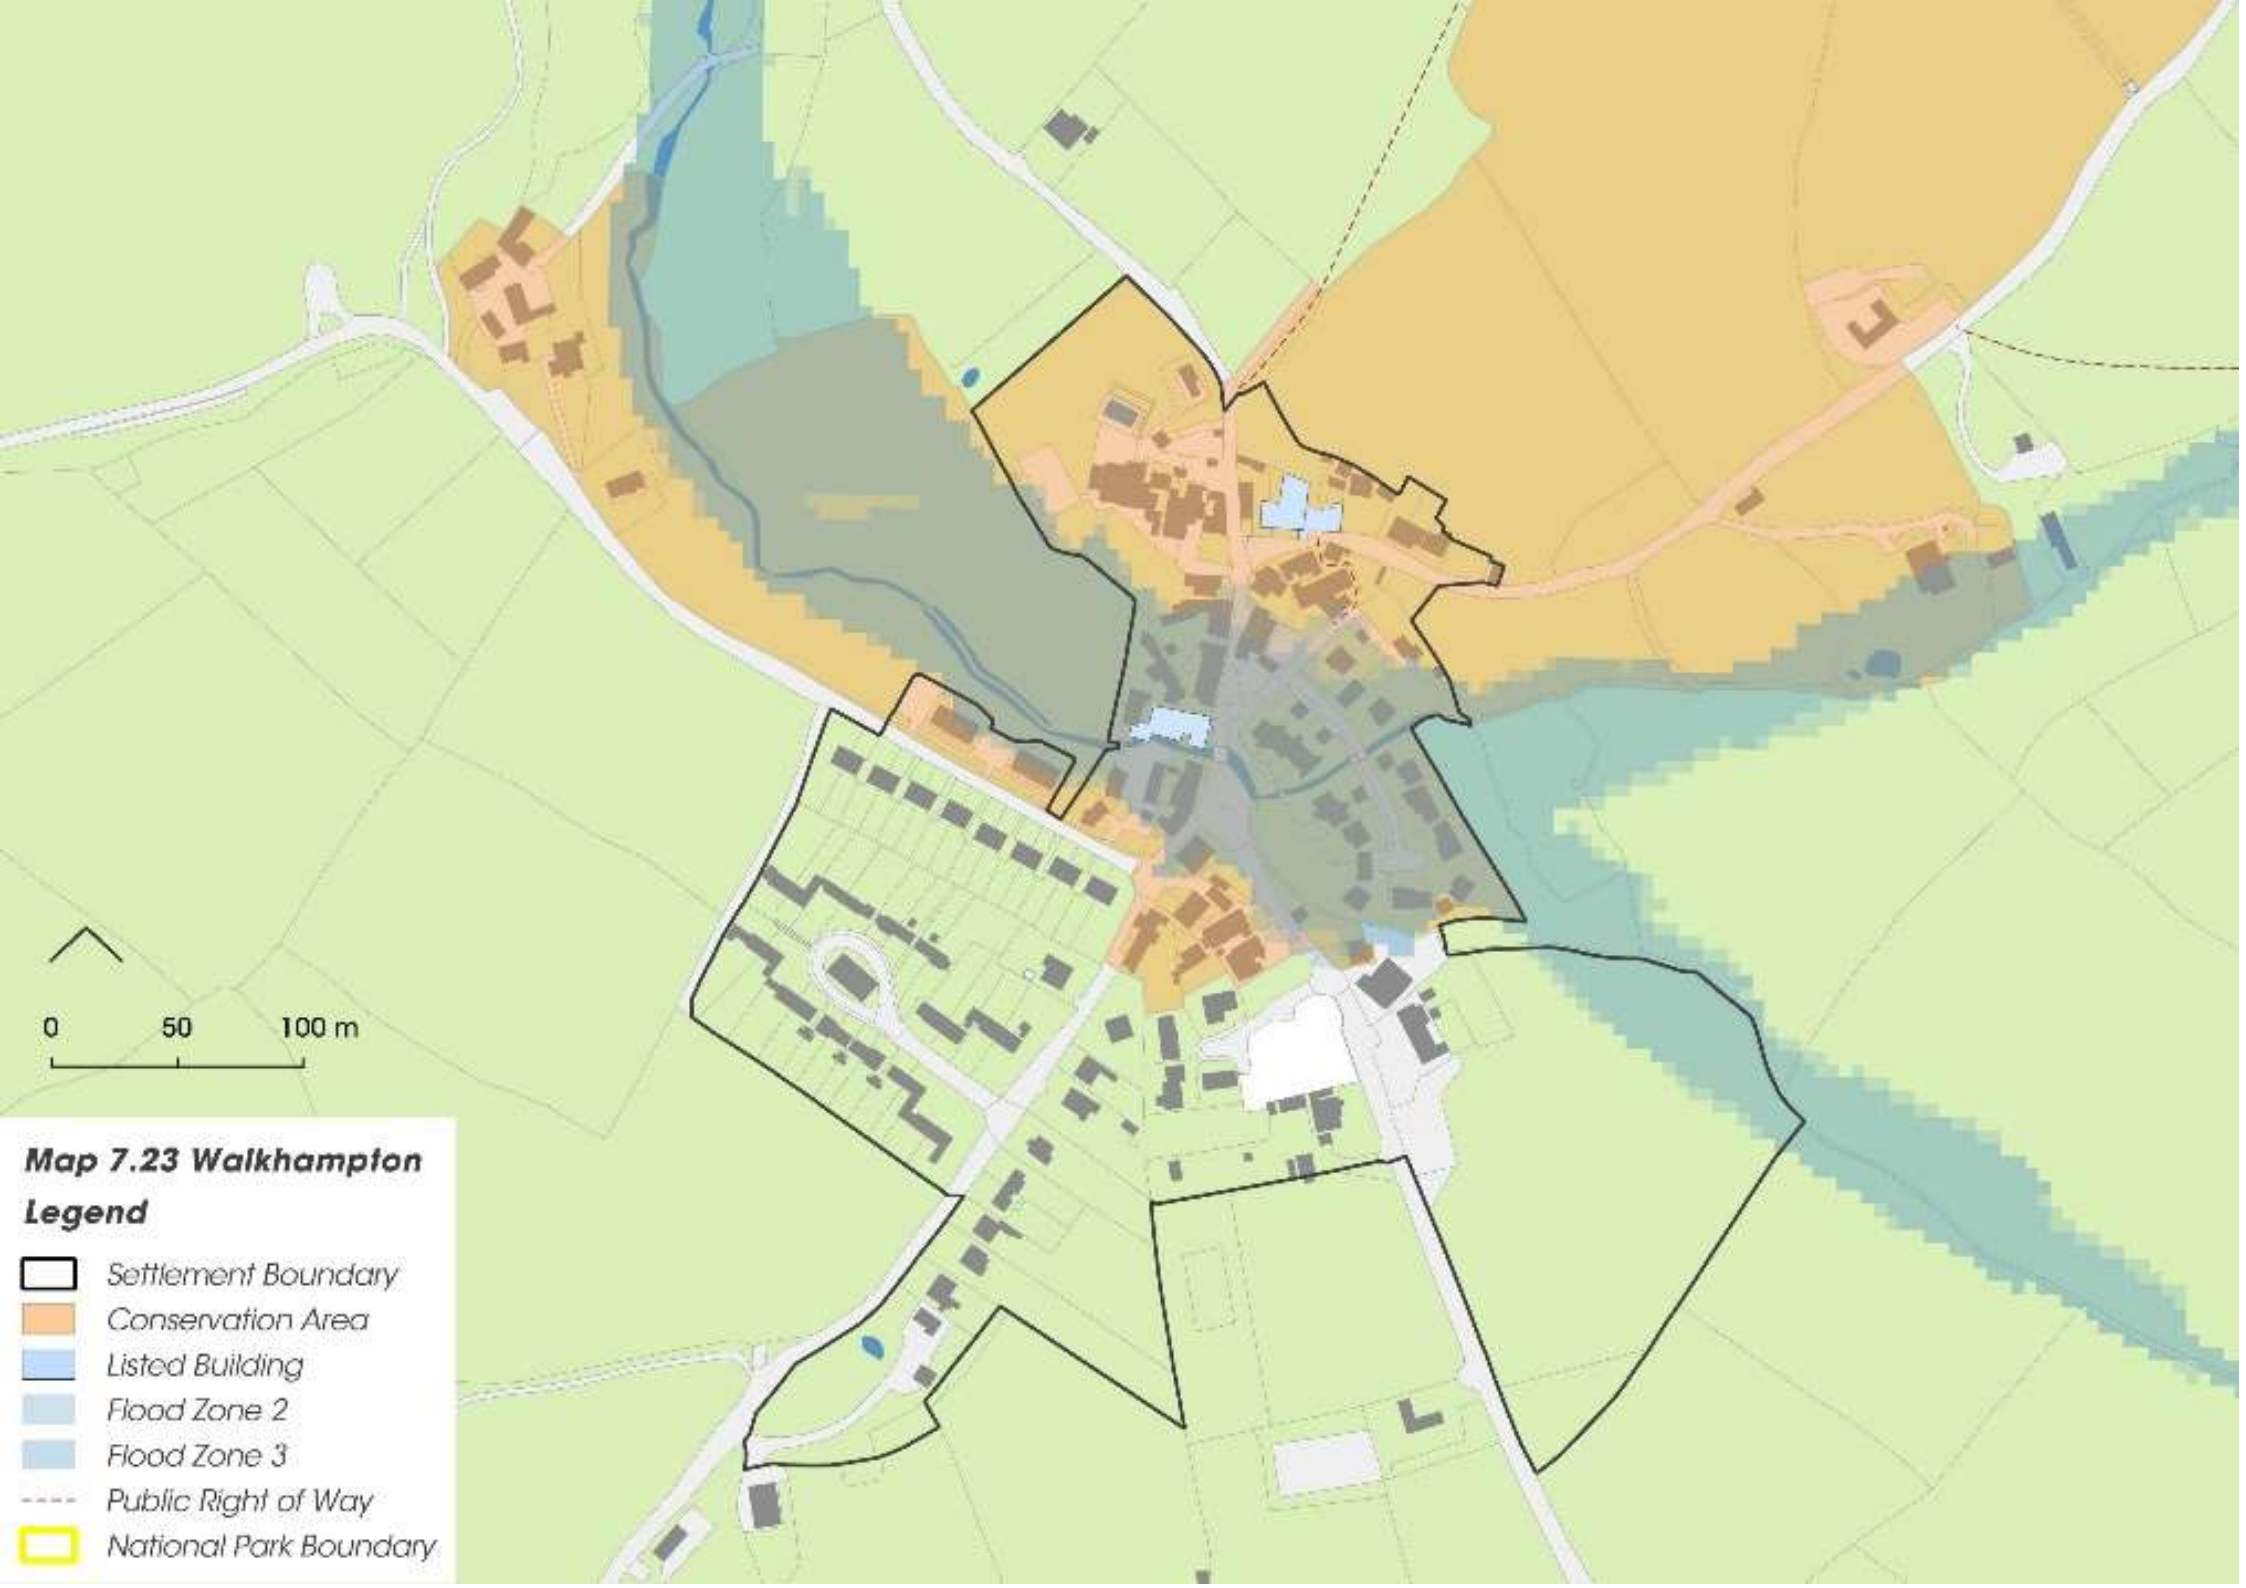 0 50 100 m
Map 7.23 Walkhampton
Legend
Settlement Boundary
Conservation Area
Listed Building
Flood Zone 2
Flood Zone 3
Public Right of Way
National Park Boundary